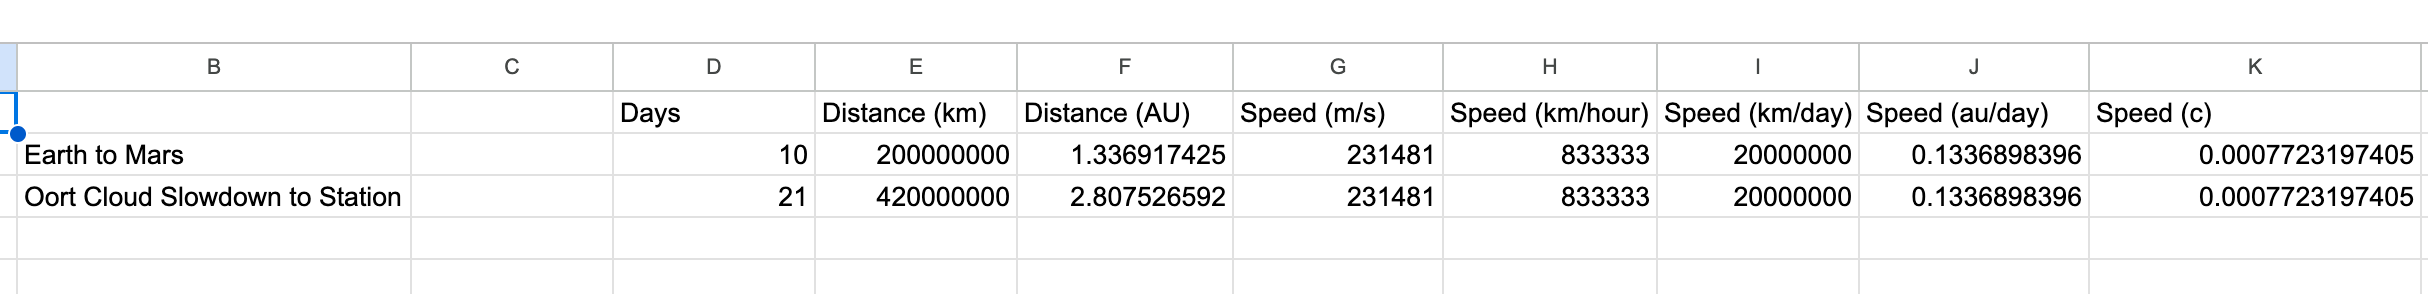 B C D E F G H I J K
Days Distance (km) Distance (AU) Speed (m/s) Speed (km/hour) Speed (km/day) Speed (au/day) Speed (c)
Earth to Mars 10 200000000 1.336917425 231481 833333 20000000 0.1336898396 0.0007723197405
Oort Cloud Slowdown to Station 21 420000000 2.807526592 231481 833333 20000000 0.1336898396 0.0007723197405